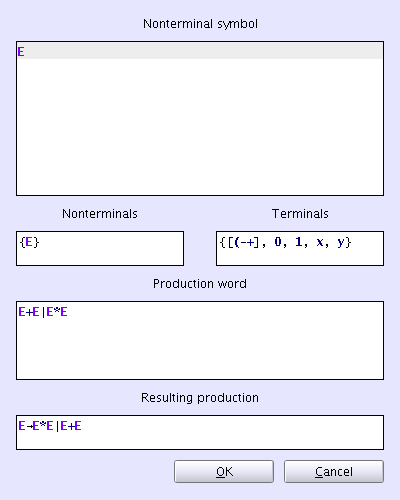 Nonterminal symbol
E
Nonterminals Terminals
{E} {[(-+], 0, 1, x, y}
Production word
E+E|E*E
Resulting production
E→E*E|E+E
OK Cancel